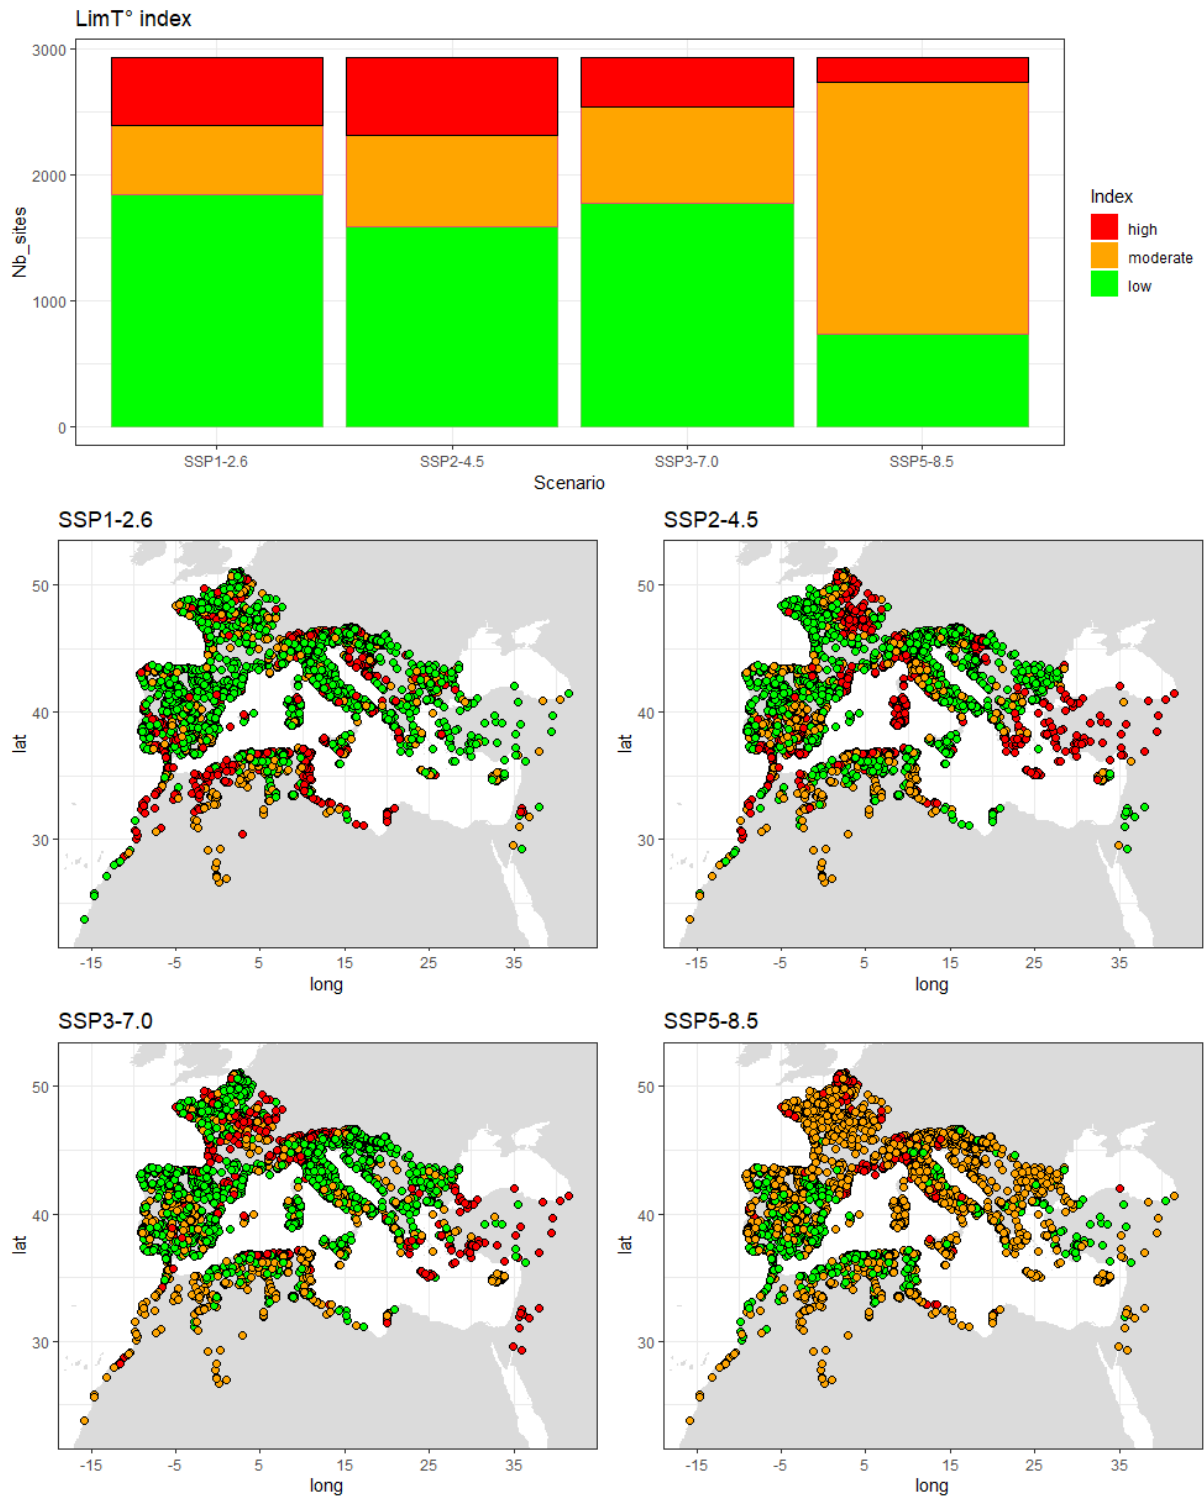 LimT° index
3000
2000
1000
0
Nb_sites
SSP1-2.6
SSP2-4.5
SSP3-7.0
SSP5-8.5
Scenario
Index
high
moderate
low
SSP1-2.6
50
40
30
lat
-15
-5
5
15
25
35
long
SSP2-4.5
50
40
30
lat
-15
-5
5
15
25
35
long
SSP3-7.0
50
40
30
lat
-15
-5
5
15
25
35
long
SSP5-8.5
50
40
30
lat
-15
-5
5
15
25
35
long